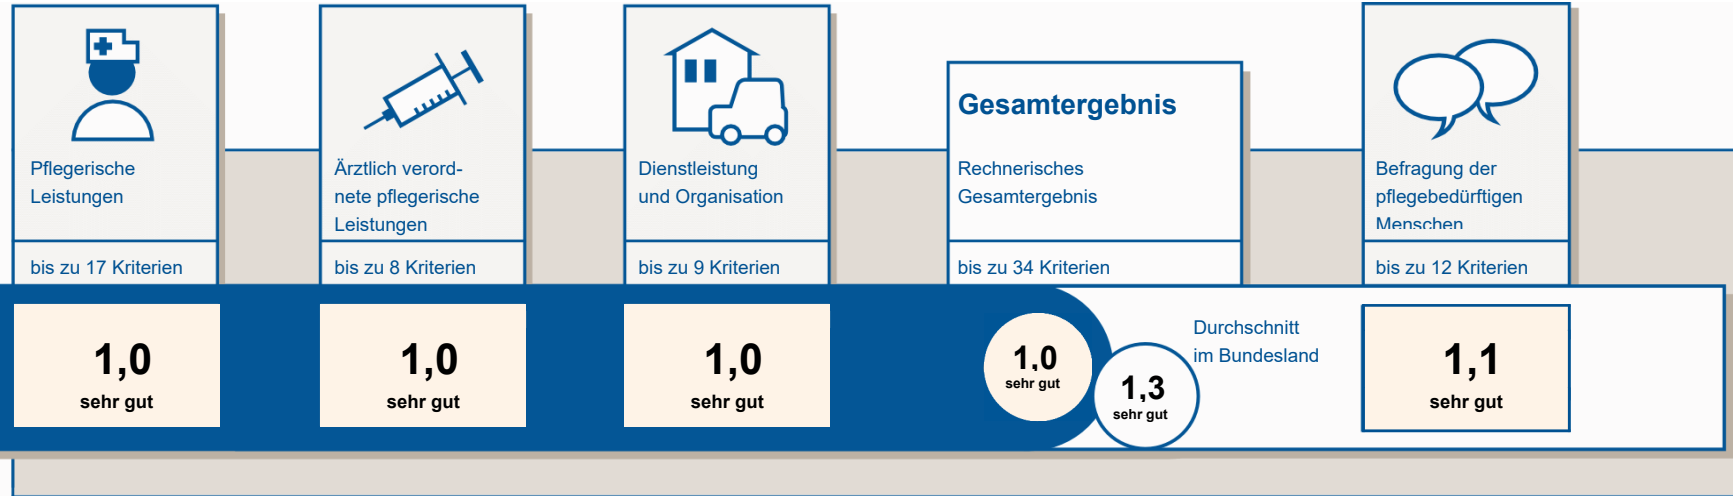 Pflegerische
Leistungen
bis zu 17 Kriterien
1,0
sehr gut
Ärztlich verord-
nete pflegerische
Leistungen
bis zu 8 Kriterien
1,0
sehr gut
Dienstleistung
und Organisation
bis zu 9 Kriterien
1,0
sehr gut
Gesamtergebnis
Rechnerisches
Gesamtergebnis
bis zu 34 Kriterien
1,0
sehr gut
1,3
sehr gut
Durchschnitt
im Bundesland
Befragung der
pflegebedürftigen
Menschen
bis zu 12 Kriterien
1,1
sehr gut